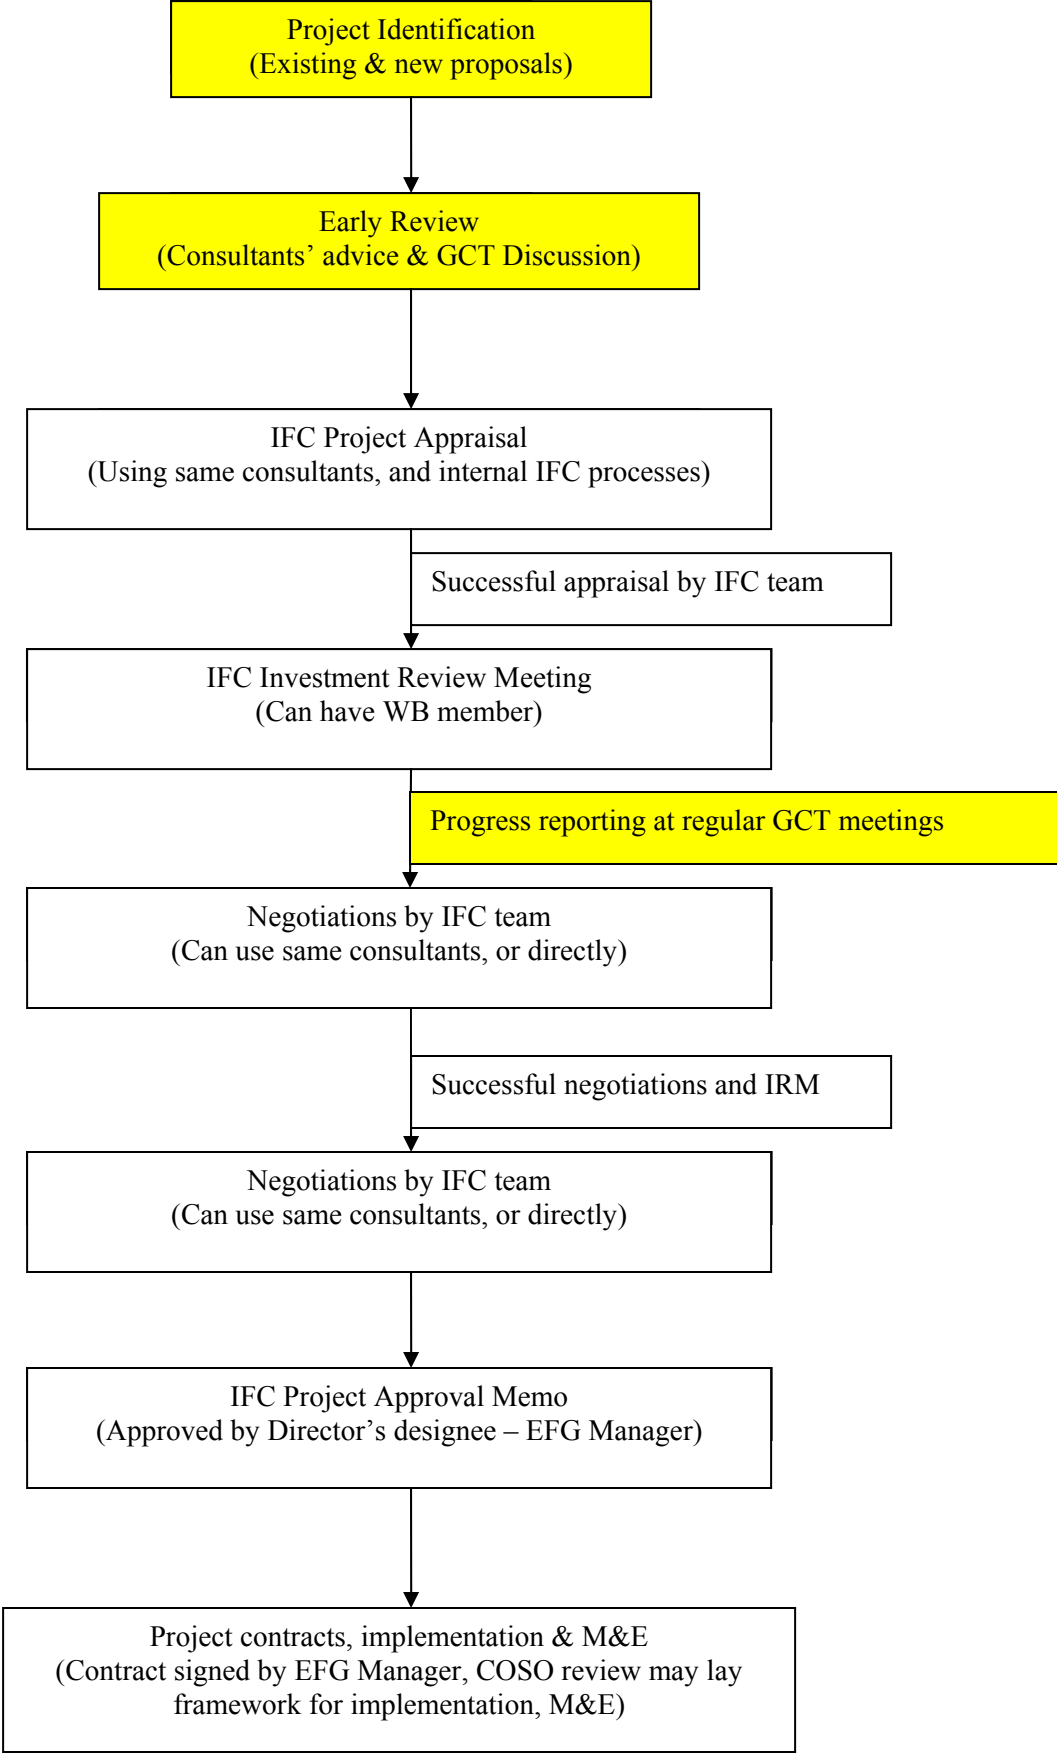 Project Identification
(Existing & new proposals)
Early Review
(Consultants’ advice & GCT Discussion)
IFC Project Appraisal
(Using same consultants, and internal IFC processes)
Successful appraisal by IFC team
IFC Investment Review Meeting
(Can have WB member)
Progress reporting at regular GCT meetings
Negotiations by IFC team
(Can use same consultants, or directly)
Successful negotiations and IRM
Negotiations by IFC team
(Can use same consultants, or directly)
IFC Project Approval Memo
(Approved by Director’s designee – EFG Manager)
Project contracts, implementation & M&E
(Contract signed by EFG Manager, COSO review may lay
framework for implementation, M&E)